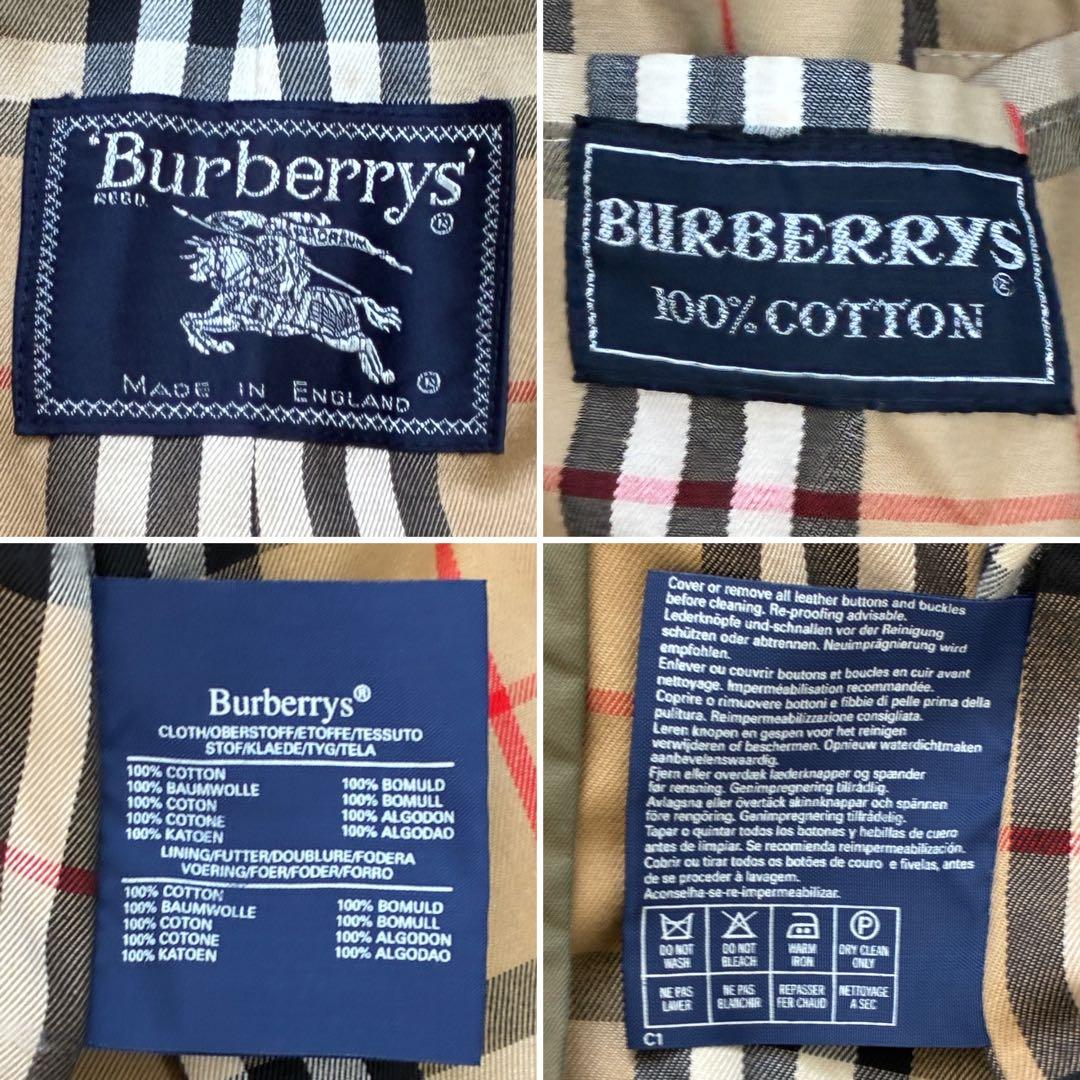 'Burberrys'
REGD.
®
PRORSUM
MADE IN ENGLAND ®
BURBERRYS
®
100% COTTON
Burberrys®
CLOTH/OBERSTOFF/ETOFFE/TESSUTO
STOF/KLAEDE/TYG/TELA
100% COTTON
100% BAUMWOLLE
100% COTON
100% COTONE
100% KATOEN
100% BOMULD
100% BOMULL
100% ALGODON
100% ALGODAO
LINING/FUTTER/DOUBLURE/FODERA
VOERING/FOER/FODER/FORRO
100% COTTON
100% BAUMWOLLE
100% COTON
100% COTONE
100% KATOEN
100% BOMULD
100% BOMULL
100% ALGODON
100% ALGODAO
Cover or remove all leather buttons and buckles
before cleaning. Re-proofing advisable.
Lederknöpfe und-schnallen vor der Reinigung
schützen oder abtrennen. Neuimprägnierung wird
empfohlen.
Enlever ou couvrir boutons et boucles en cuir avant
nettoyage. Imperméabilisation recommandée.
Coprire o rimuovere bottoni e fibbie di pelle prima della
pulitura. Reimpermeabilizzazione consigliata.
Leren knopen en gespen voor het reinigen
verwijderen of beschermen. Opnieuw waterdichtmaken
aanbevelenswaardig.
Fjern eller overdæk læderknapper og spænder
før rensning. Genimpregnering tilrådlig.
Avlagsna eller övertäck skinnknappar och spännen
före rengöring. Genimpregnering tillrådelig.
Tapar o quintar todos los botones y hebillas de cuero
antes de limpiar. Se recomienda reimpermeabilización.
Cobrir ou tirar todos os botões de couro e fivelas, antes
de se proceder à lavagem.
Aconselha-se-re-impermeabilizar.
DO NOT
WASH
DO NOT
BLEACH
WARM
IRON
P
DRY CLEAN
ONLY
NE PAS
LAVER
NE PAS
BLANCHIR
REPASSER
FER CHAUD
NETTOYAGE
A SEC
C1